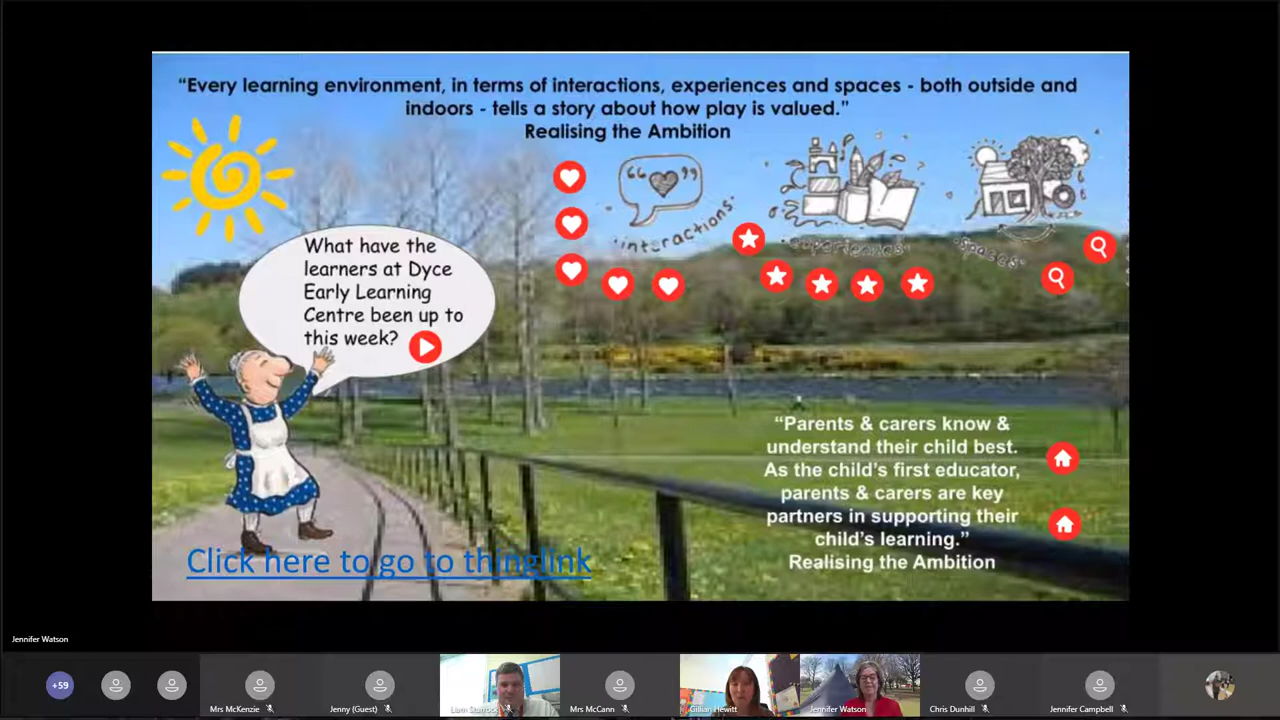 “Every learning environment, in terms of interactions, experiences and spaces - both outside and
indoors - tells a story about how play is valued."
Realising the Ambition
“ ”
·interactions·
·experiences·
·spaces·
What have the
learners at Dyce
Early Learning
Centre been up to
this week?
“Parents & carers know &
understand their child best.
As the child’s first educator,
parents & carers are key
partners in supporting their
child’s learning.”
Realising the Ambition
Click here to go to thinglink
Jennifer Watson
+59
Mrs McKenzie
Jenny (Guest)
Mrs McCann
Gillian Hewitt
Jennifer Watson
Chris Dunhill
Jennifer Campbell